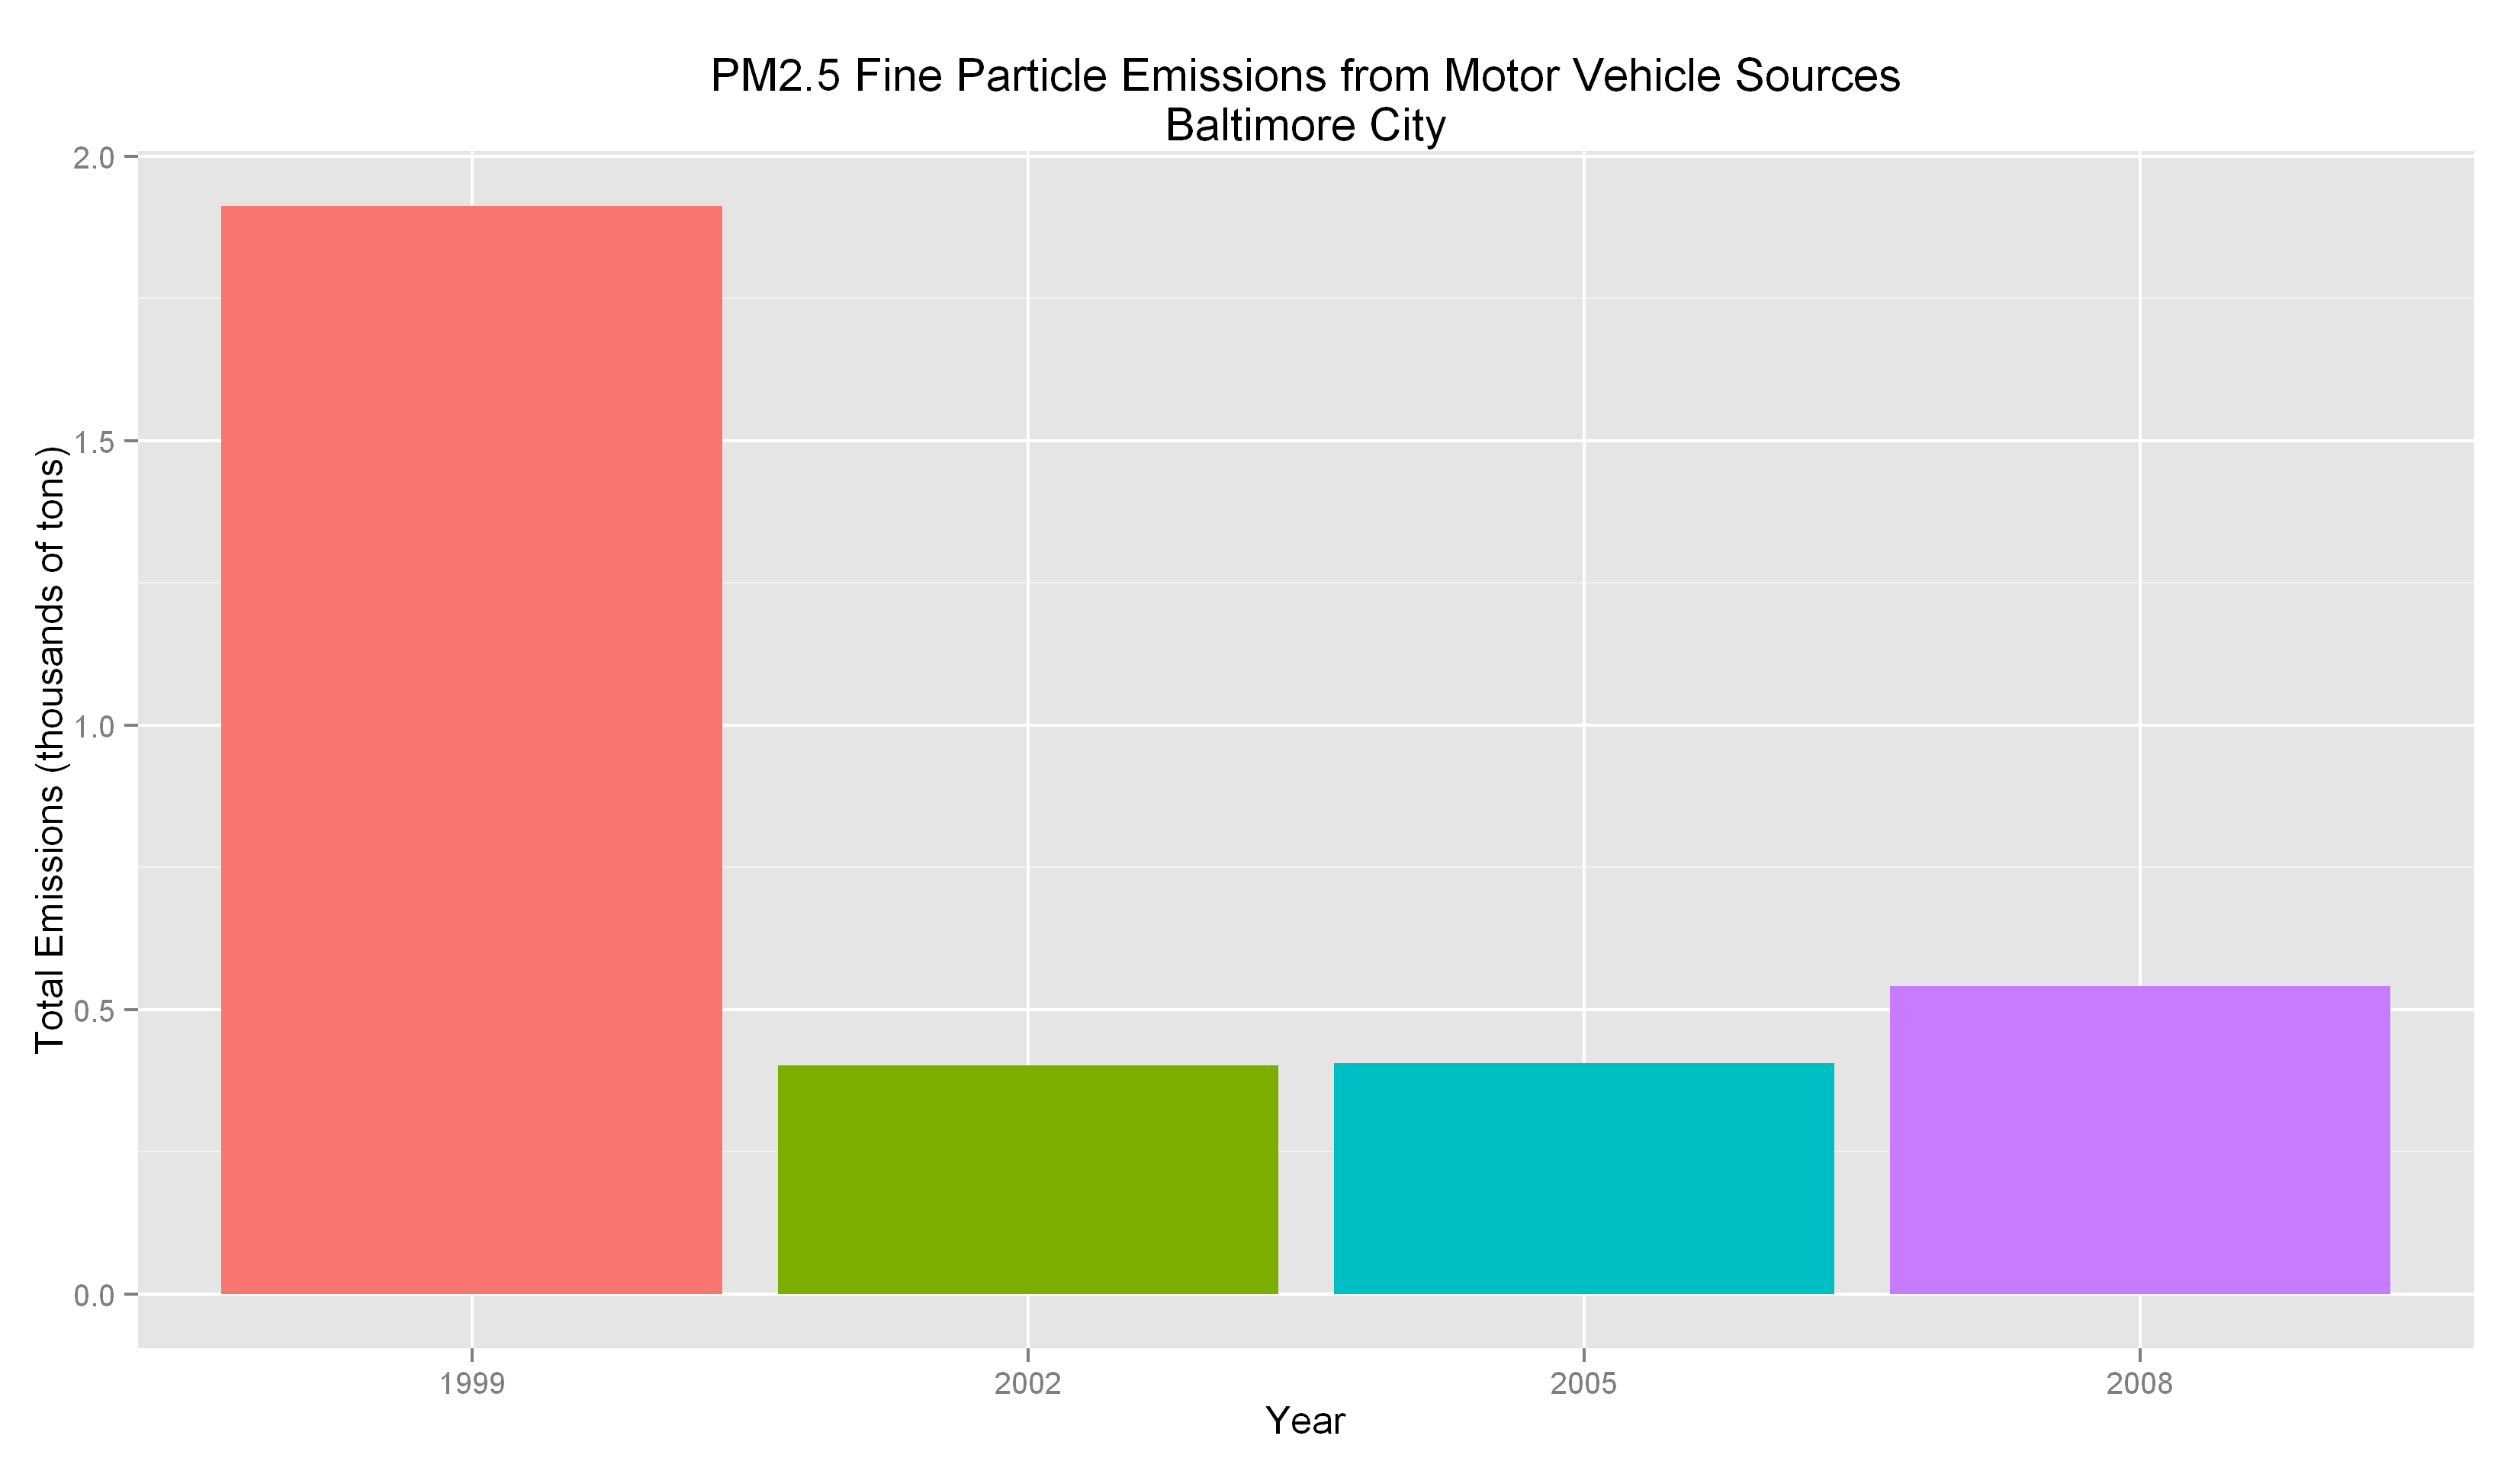 PM2.5 Fine Particle Emissions from Motor Vehicle Sources
Baltimore City
Total Emissions (thousands of tons)
2.0
1.5
1.0
0.5
0.0
1999 2002 2005 2008
Year